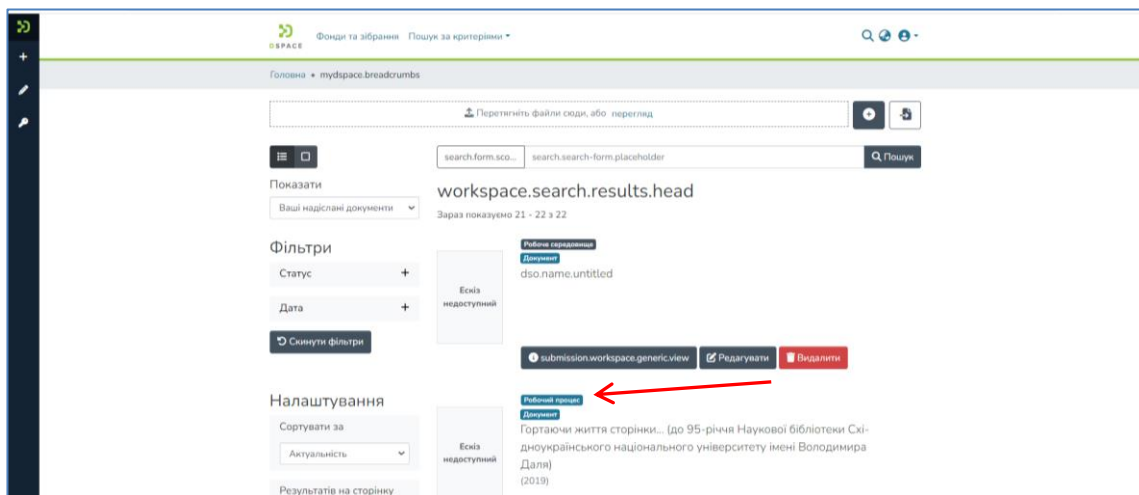 DSPACE
Фонди та зібрання Пошук за критеріями
Головна • mydspace.breadcrumbs
Перетягніть файли сюди, або перегляд
search.form.sco... search.search-form.placeholder Пошук
Показати
Ваші надіслані документи
workspace.search.results.head
Зараз показуємо 21 - 22 з 22
Фільтри
Статус
Дата
Скинути фільтри
Робоче середовище
Документ
dso.name.untitled
Ескіз
недоступний
submission.workspace.generic.view Редагувати Видалити
Налаштування
Сортувати за
Актуальність
Результатів на сторінку
Робочий процес
Документ
Гортаючи життя сторінки... (до 95-річчя Наукової бібліотеки Схі-
дноукраїнського національного університету імені Володимира
Даля)
(2019)
Ескіз
недоступний